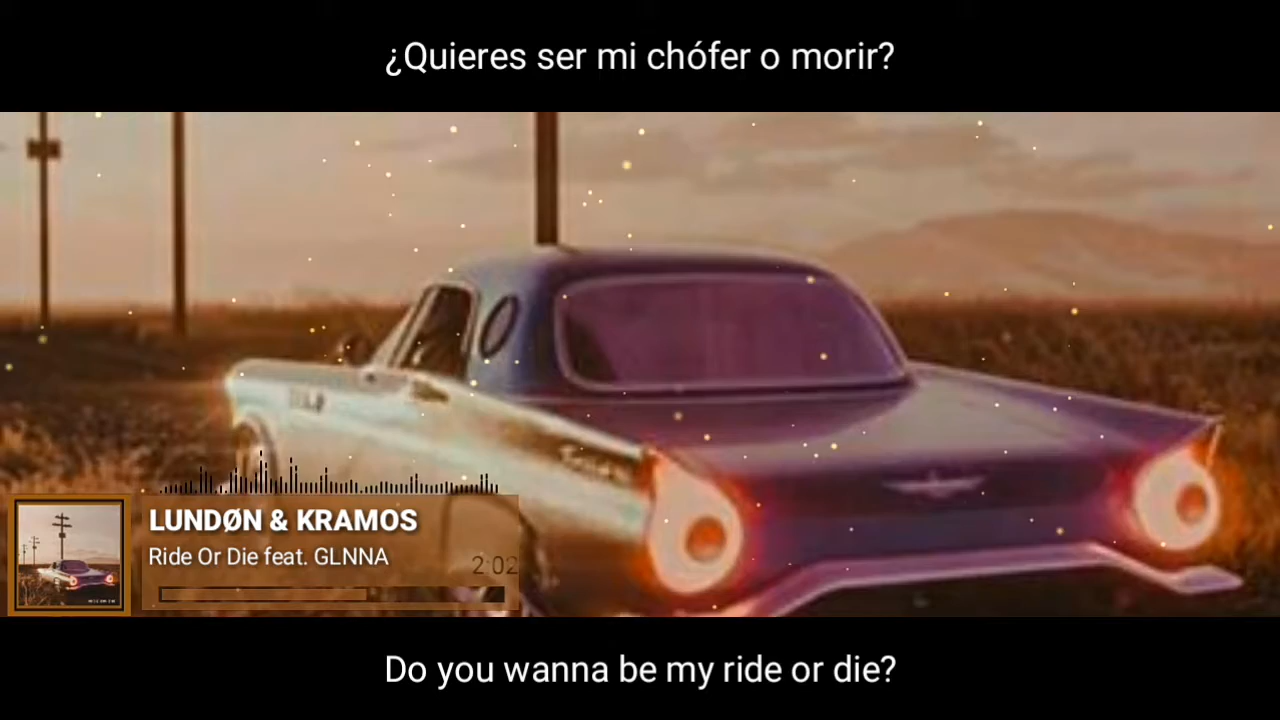 ¿Quieres ser mi chófer o morir?
LUNDØN & KRAMOS
Ride Or Die feat. GLNNA
2:02
Do you wanna be my ride or die?